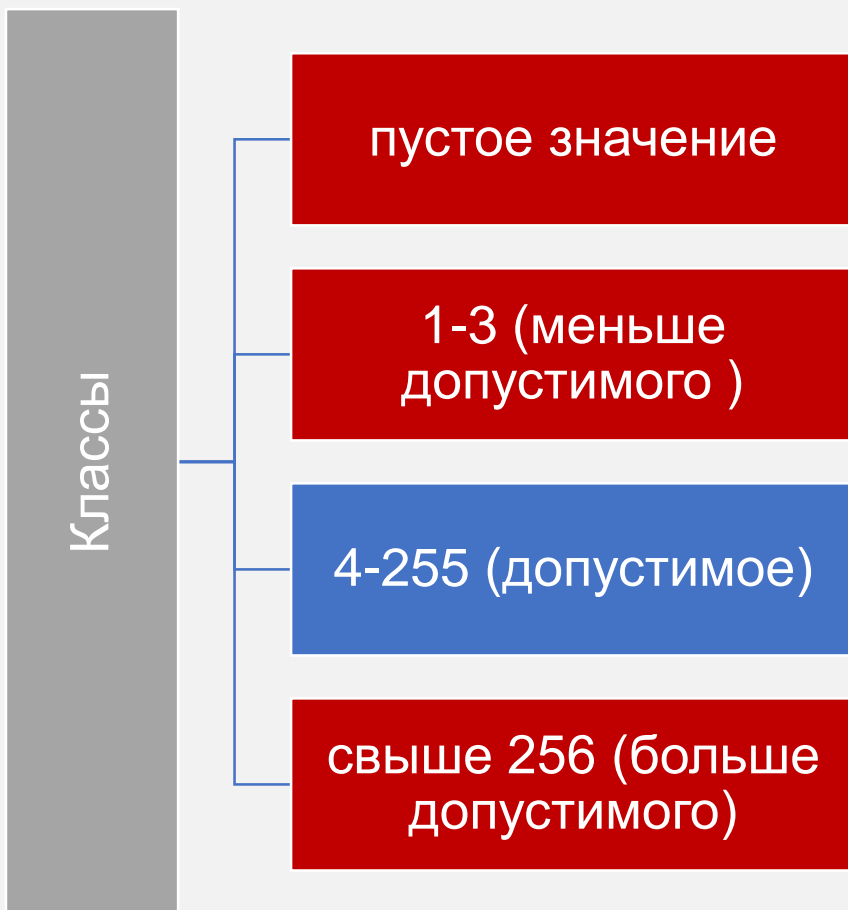 Классы
пустое значение
1-3 (меньше
допустимого )
4-255 (допустимое)
свыше 256 (больше
допустимого)